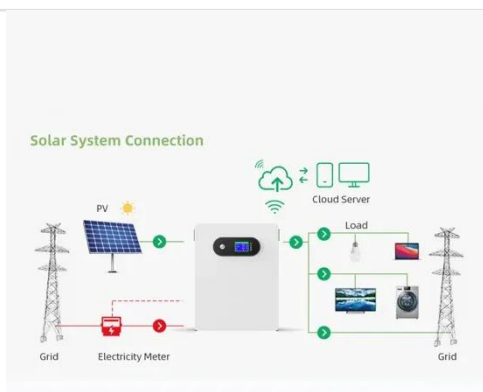 Solar System Connection
Cloud Server
PV
Load
Grid
Electricity Meter
Grid